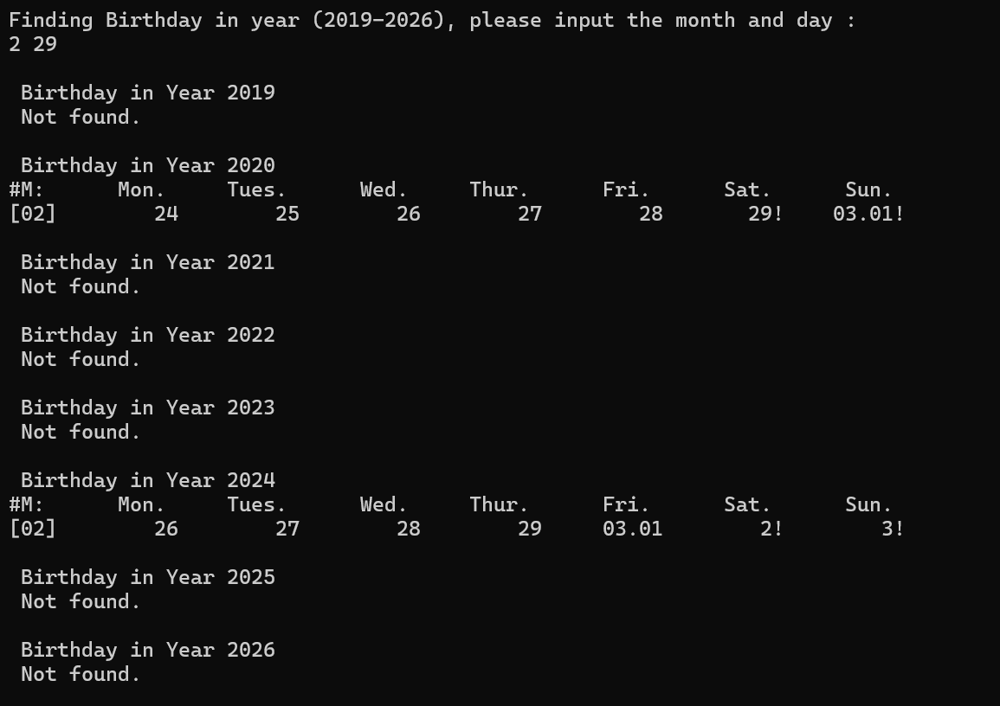 Finding Birthday in year (2019-2026), please input the month and day :
2 29
Birthday in Year 2019
Not found.
Birthday in Year 2020
#M: Mon. Tues. Wed. Thur. Fri. Sat. Sun.
[02] 24 25 26 27 28 29! 03.01!
Birthday in Year 2021
Not found.
Birthday in Year 2022
Not found.
Birthday in Year 2023
Not found.
Birthday in Year 2024
#M: Mon. Tues. Wed. Thur. Fri. Sat. Sun.
[02] 26 27 28 29 03.01 2! 3!
Birthday in Year 2025
Not found.
Birthday in Year 2026
Not found.